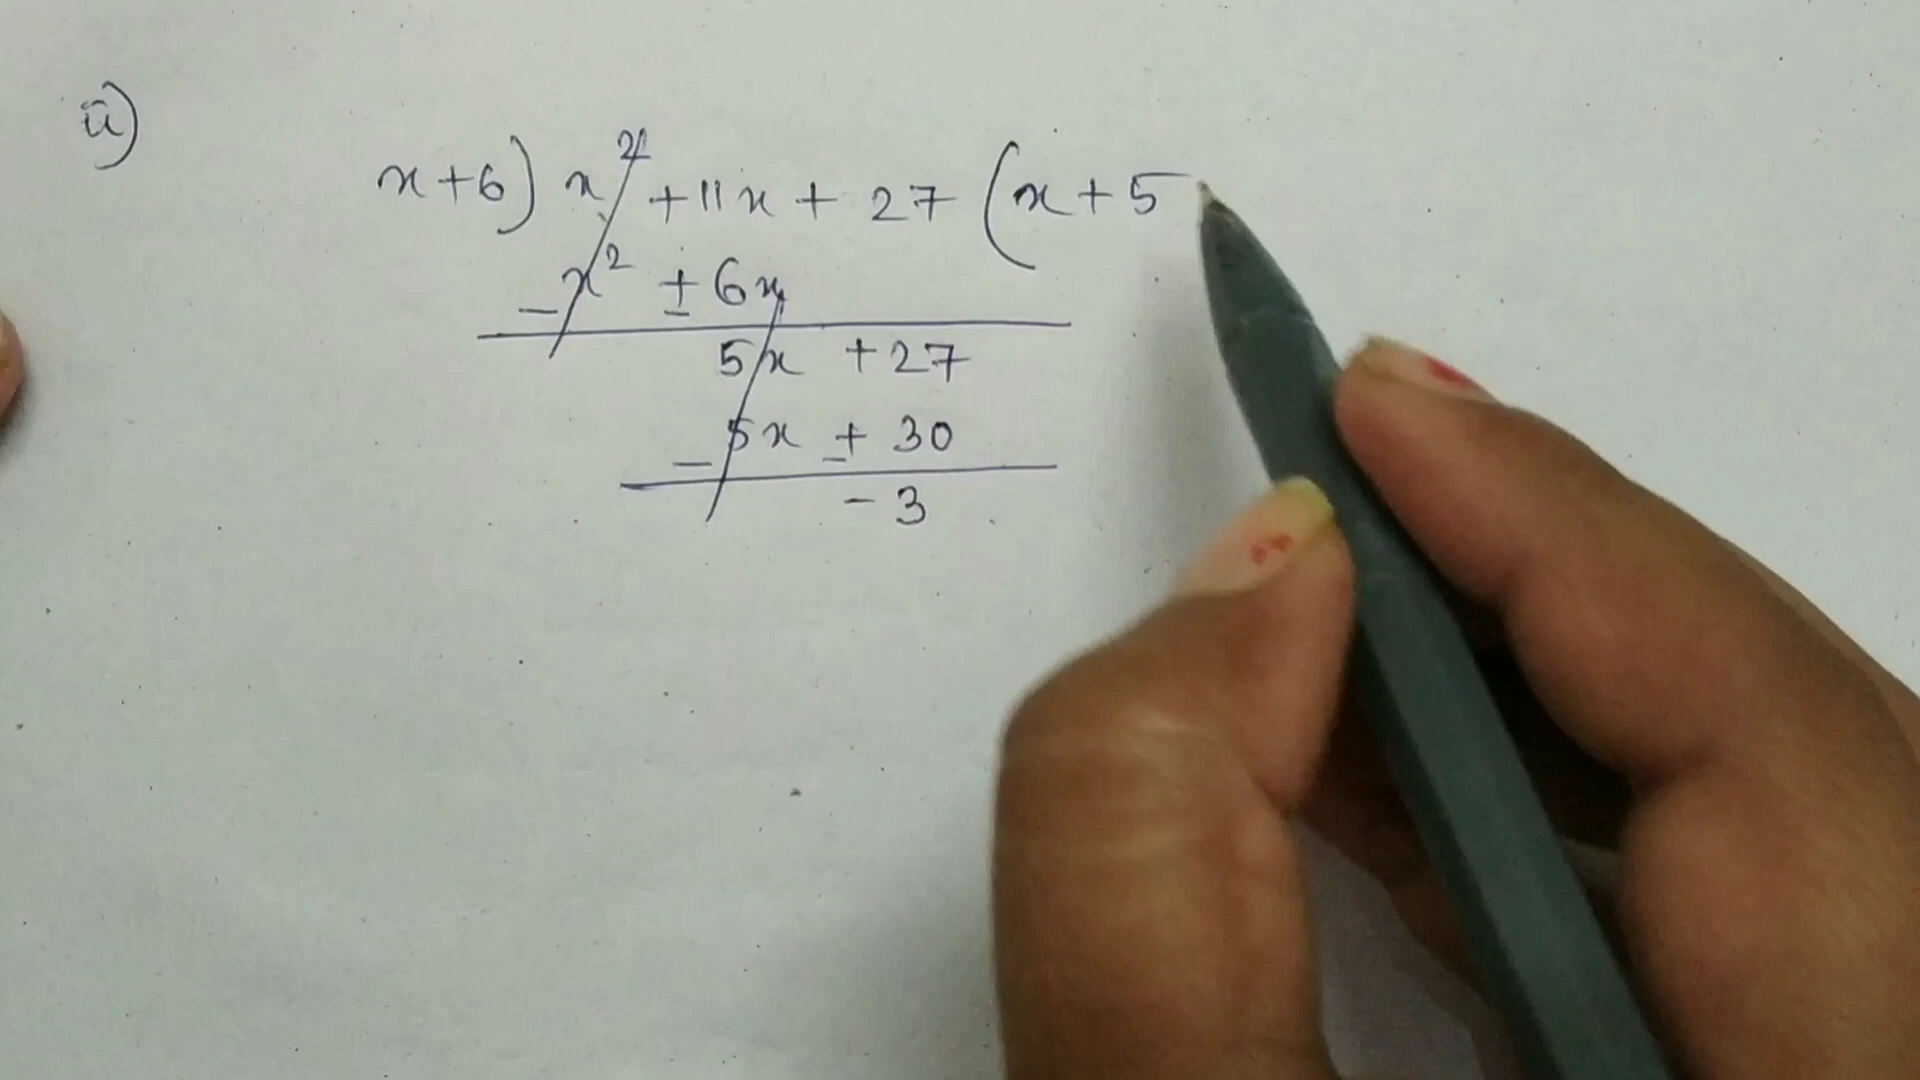 ii)
x+6) x² +11x + 27 (x+5
- x² ± 6x
5x + 27
- 5x ± 30
- 3